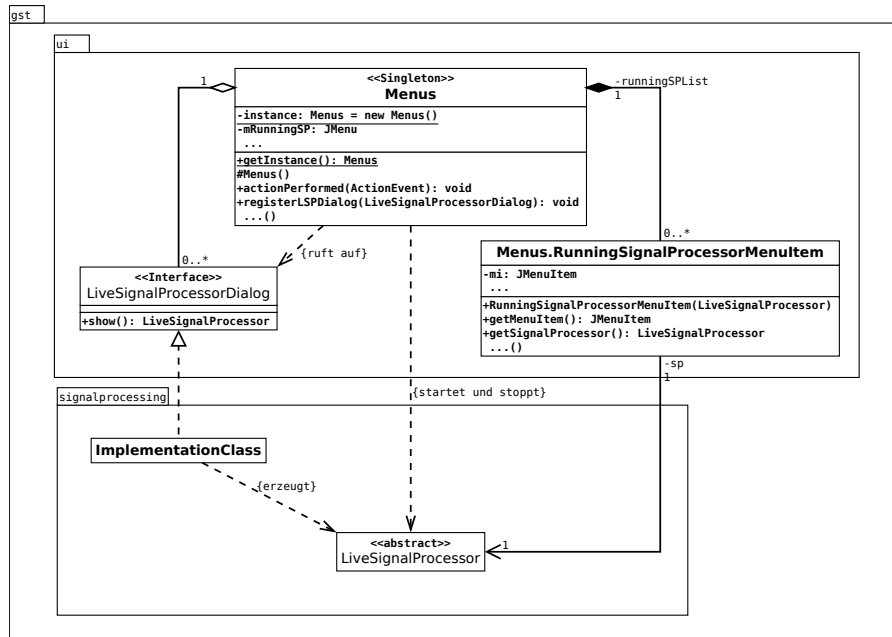 gst
ui
<<Singleton>>
Menus
-instance: Menus = new Menus()
-mRunningSP: JMenu
...
+getInstance(): Menus
#Menus()
+actionPerformed(ActionEvent): void
+registerLSPDialog(LiveSignalProcessorDialog): void
...()
1
-runningSPList
1
{ruft auf}
0..*
0..*
<<Interface>>
LiveSignalProcessorDialog
+show(): LiveSignalProcessor
Menus.RunningSignalProcessorMenuItem
-mi: JMenuItem
...
+RunningSignalProcessorMenuItem(LiveSignalProcessor)
+getMenuItem(): JMenuItem
+getSignalProcessor(): LiveSignalProcessor
...()
-sp
1
signalprocessing
{startet und stoppt}
ImplementationClass
{erzeugt}
<<abstract>>
LiveSignalProcessor
1